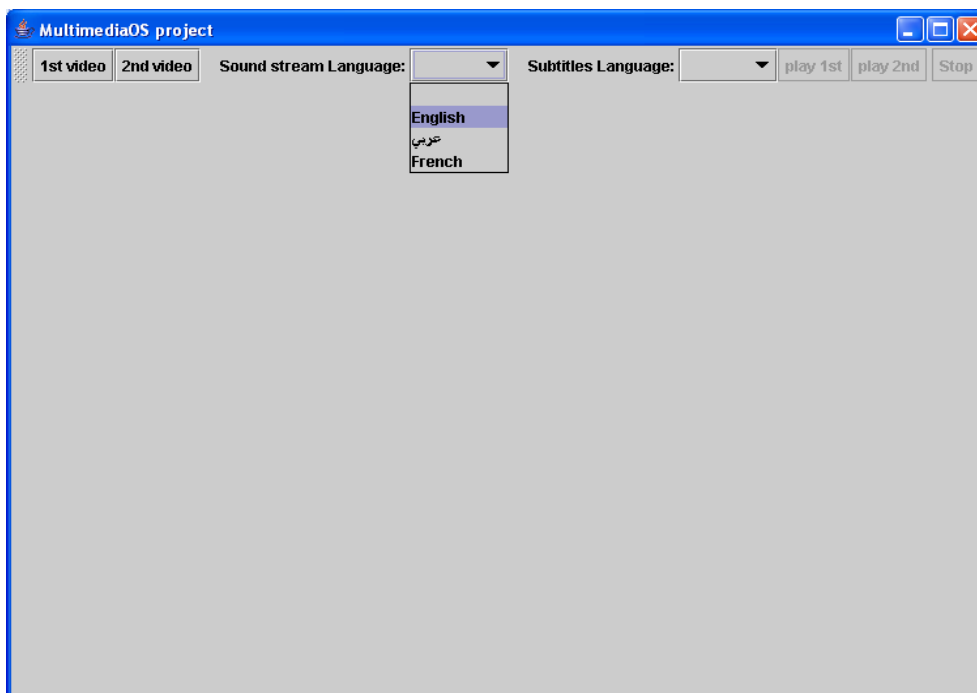 MultimediaOS project
1st video 2nd video Sound stream Language: Subtitles Language: play 1st play 2nd Stop
English
عربي
French